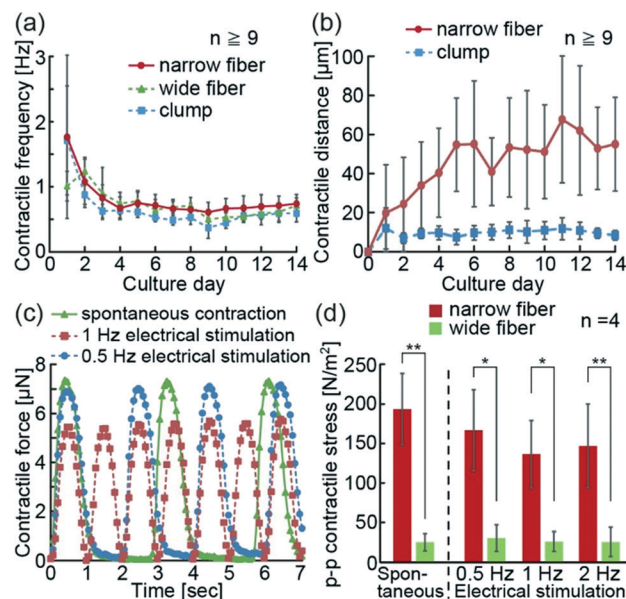 (a)
n ≧ 9
narrow fiber
wide fiber
clump
Contractile frequency [Hz]
3
2
1
0
0 2 4 6 8 10 12 14
Culture day
(b)
narrow fiber
n ≧ 9
clump
Contractile distance [μm]
100
80
60
40
20
0
0 2 4 6 8 10 12 14
Culture day
(c)
spontaneous contraction
1 Hz electrical stimulation
0.5 Hz electrical stimulation
Contractile force [μN]
8
6
4
2
0
0 1 2 3 4 5 6 7
Time [sec]
(d)
narrow fiber
wide fiber
n =4
p-p contractile stress [N/m²]
250
200
150
100
50
0
** * * **
Spon-
taneous
0.5 Hz 1 Hz 2 Hz
Electrical stimulation